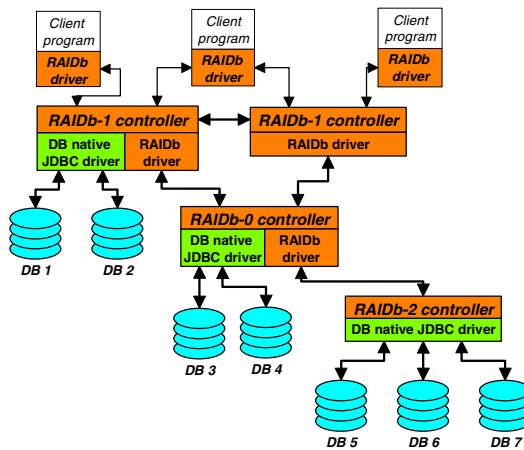 Client
program
RAIDb
driver
Client
program
RAIDb
driver
Client
program
RAIDb
driver
RAIDb-1 controller
DB native
JDBC driver
RAIDb
driver
RAIDb-1 controller
RAIDb driver
DB 1
DB 2
RAIDb-0 controller
DB native
JDBC driver
RAIDb
driver
DB 3
DB 4
RAIDb-2 controller
DB native JDBC driver
DB 5
DB 6
DB 7